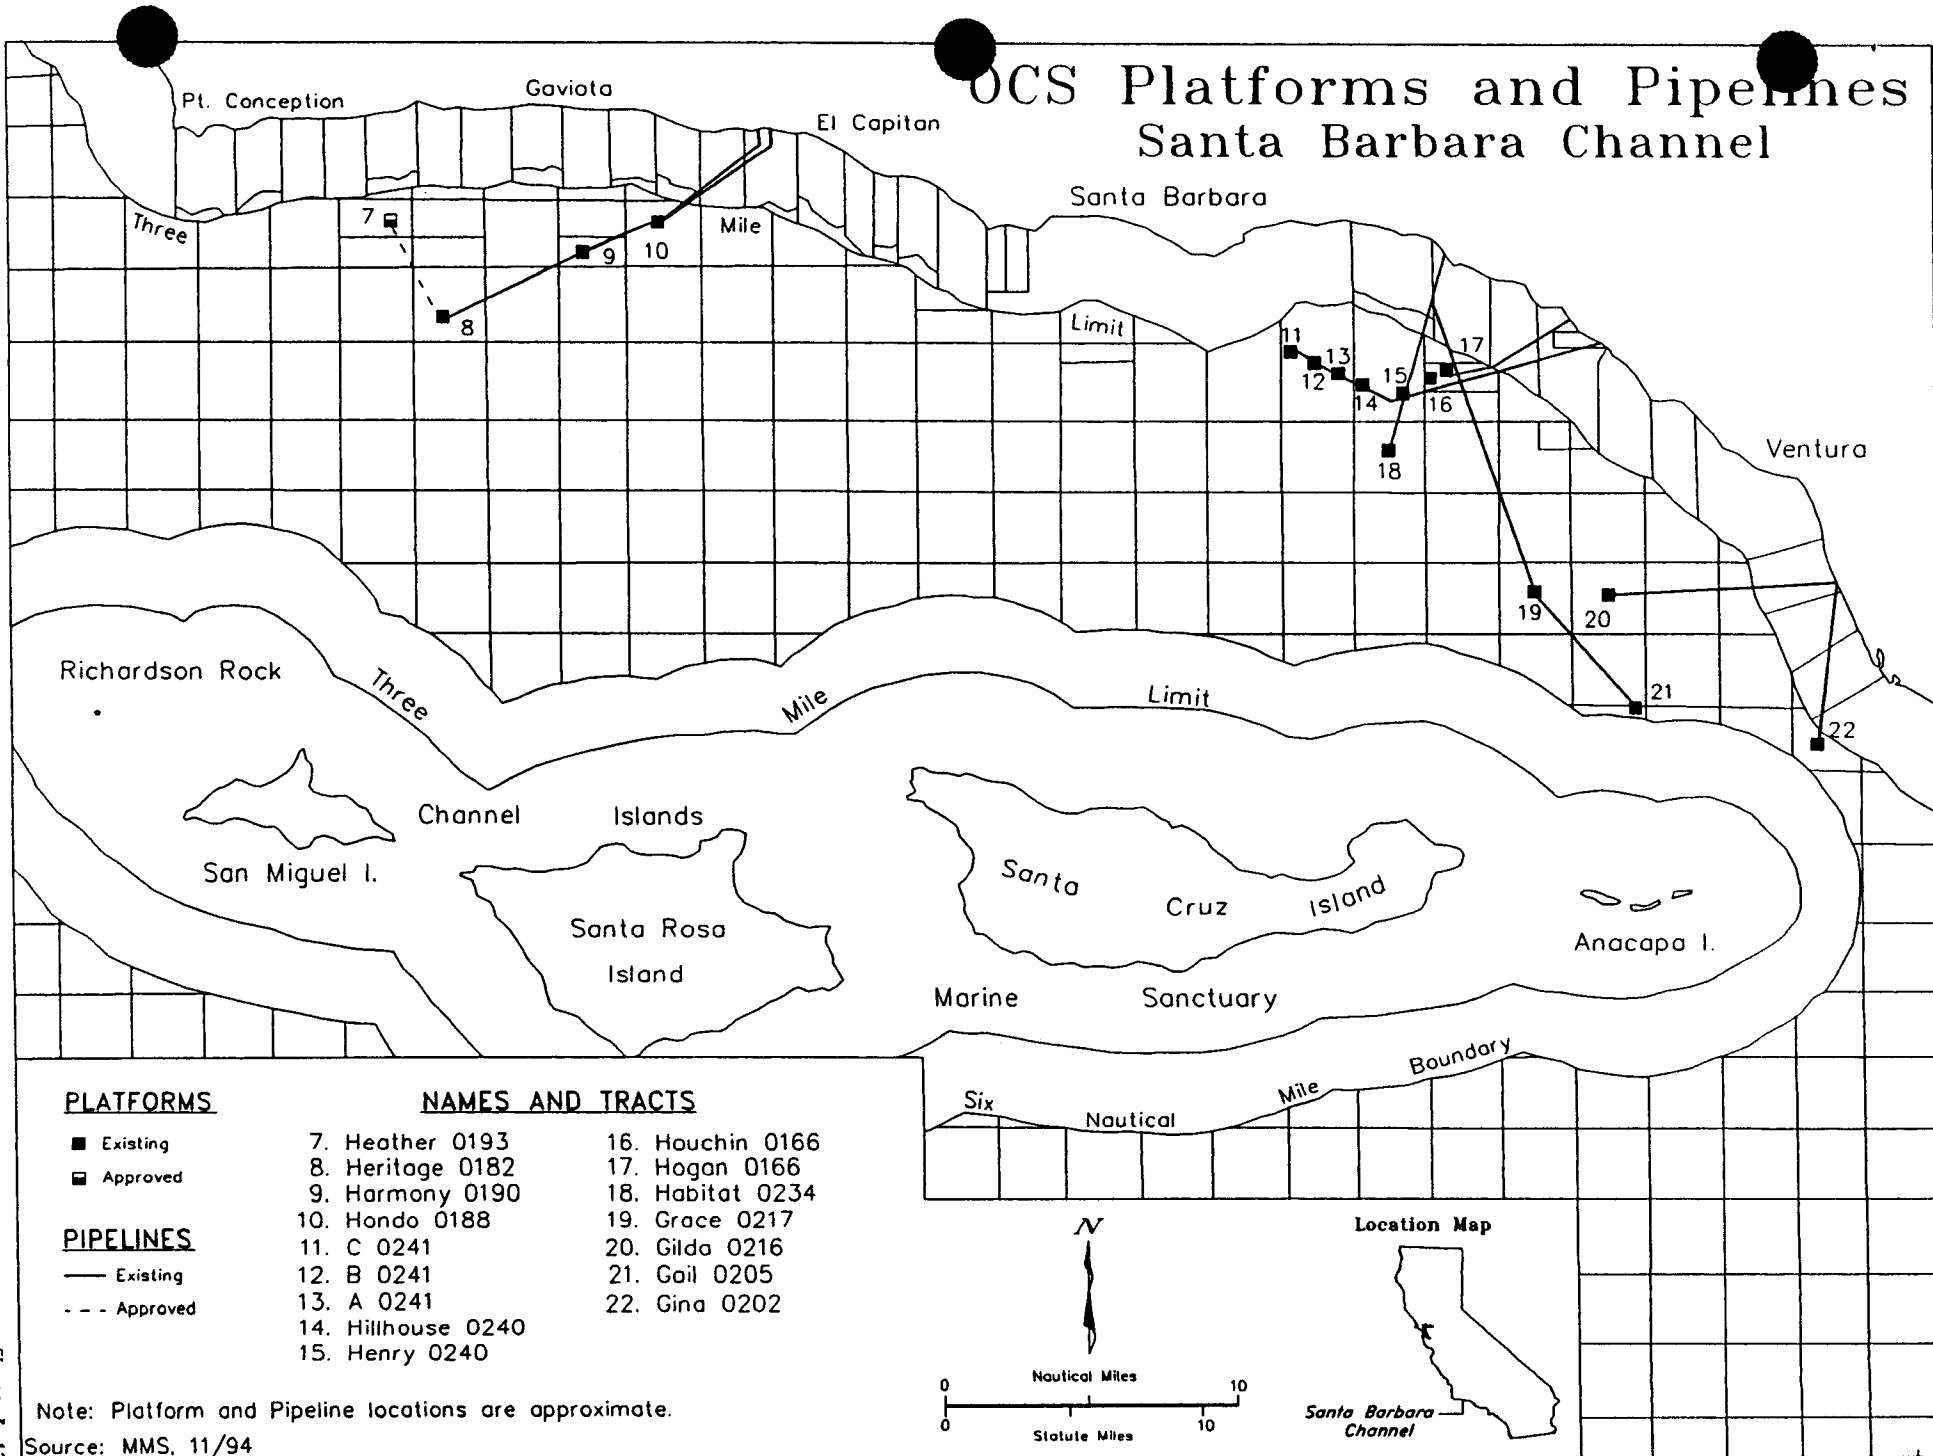 OCS Platforms and Pipelines
Santa Barbara Channel
Pt. Conception
Gaviota
El Capitan
Santa Barbara
Ventura
Three
Mile
Limit
7
8
9
10
11
12
13
14
15
16
17
18
19
20
21
22
Richardson Rock
Three
Mile
Limit
Channel
Islands
San Miguel I.
Santa Rosa
Island
Santa
Cruz
Island
Anacapa I.
Marine
Sanctuary
Six
Nautical
Mile
Boundary
PLATFORMS
Existing
Approved
PIPELINES
Existing
Approved
NAMES AND TRACTS
7. Heather 0193
8. Heritage 0182
9. Harmony 0190
10. Hondo 0188
11. C 0241
12. B 0241
13. A 0241
14. Hillhouse 0240
15. Henry 0240
16. Houchin 0166
17. Hogan 0166
18. Habitat 0234
19. Grace 0217
20. Gilda 0216
21. Gail 0205
22. Gina 0202
N
Nautical Miles
0 10
10
Statute Miles
Location Map
Santa Barbara
Channel
Note: Platform and Pipeline locations are approximate.
Source: MMS, 11/94